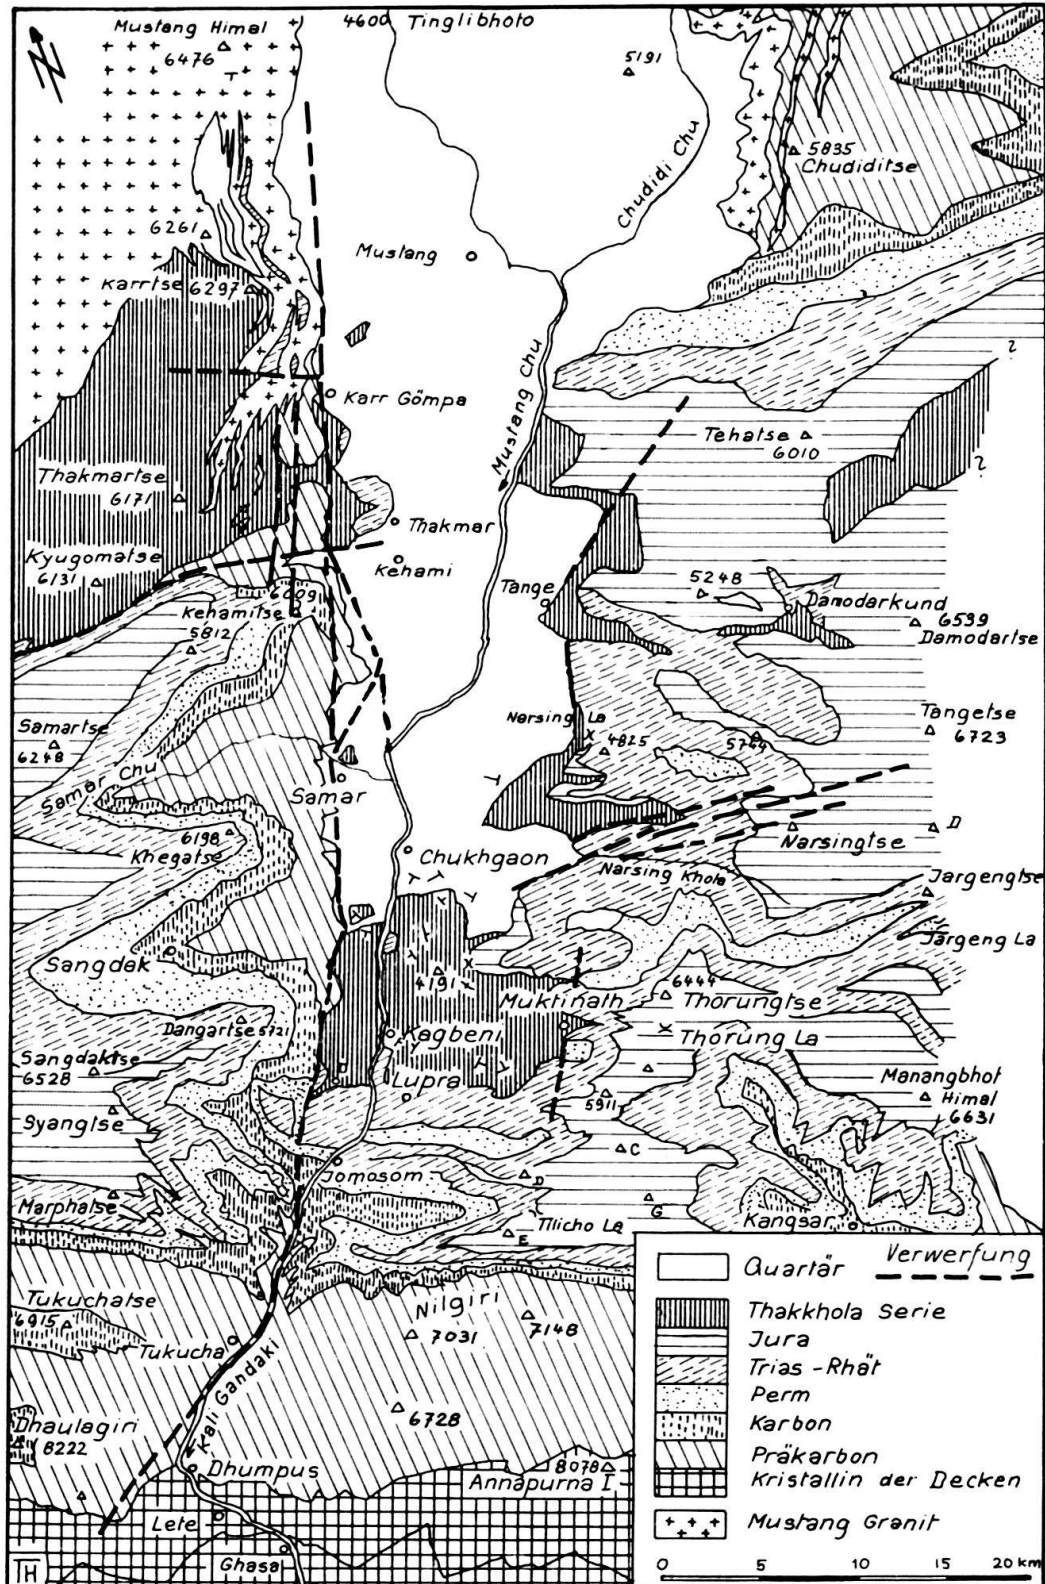 Mustang Himal
6476
4600 Tinglibhoto
5191
Chudidi Chu
5835
Chudiditse
6261
Mustang
Karrtse 6297
Mustang Chu
?
Karr Gömpa
Tehatse
6010
?
Thakmartse
6171
Thakmar
Kyugomatse
6131
Kehami
6009
Kehamitse
5812
Tange
5248
Damodarkund
6539
Damodartse
Samartse
6248
Samar Chu
Narsing La
4825
5744
Tangetse
6723
Samar
6198
Khegatse
Chukhgaon
Narsingtse
D
Narsing Khola
Jargengtse
Jargeng La
Sangdak
4191
Muktinath
6444
Thorungtse
Dangartse 5721
Kagbeni
Thorung La
Sangdaktse
6528
Lupra
5911
Manangbhot
Himal
6631
Syangtse
C
Jomosom
D
Marphatse
G
Tilicho La
E
Kangsar
Tukuchatse
6915
Nilgiri
7031
7148
Tukucha
Kali Gandaki
6728
Dhaulagiri
8222
Dhumpus
8078
Annapurna I
Lete
Ghasa
TH
Quartär
Verwerfung
Thakkhola Serie
Jura
Trias-Rhät
Perm
Karbon
Präkarbon
Kristallin der Decken
Mustang Granit
0 5 10 15 20 km